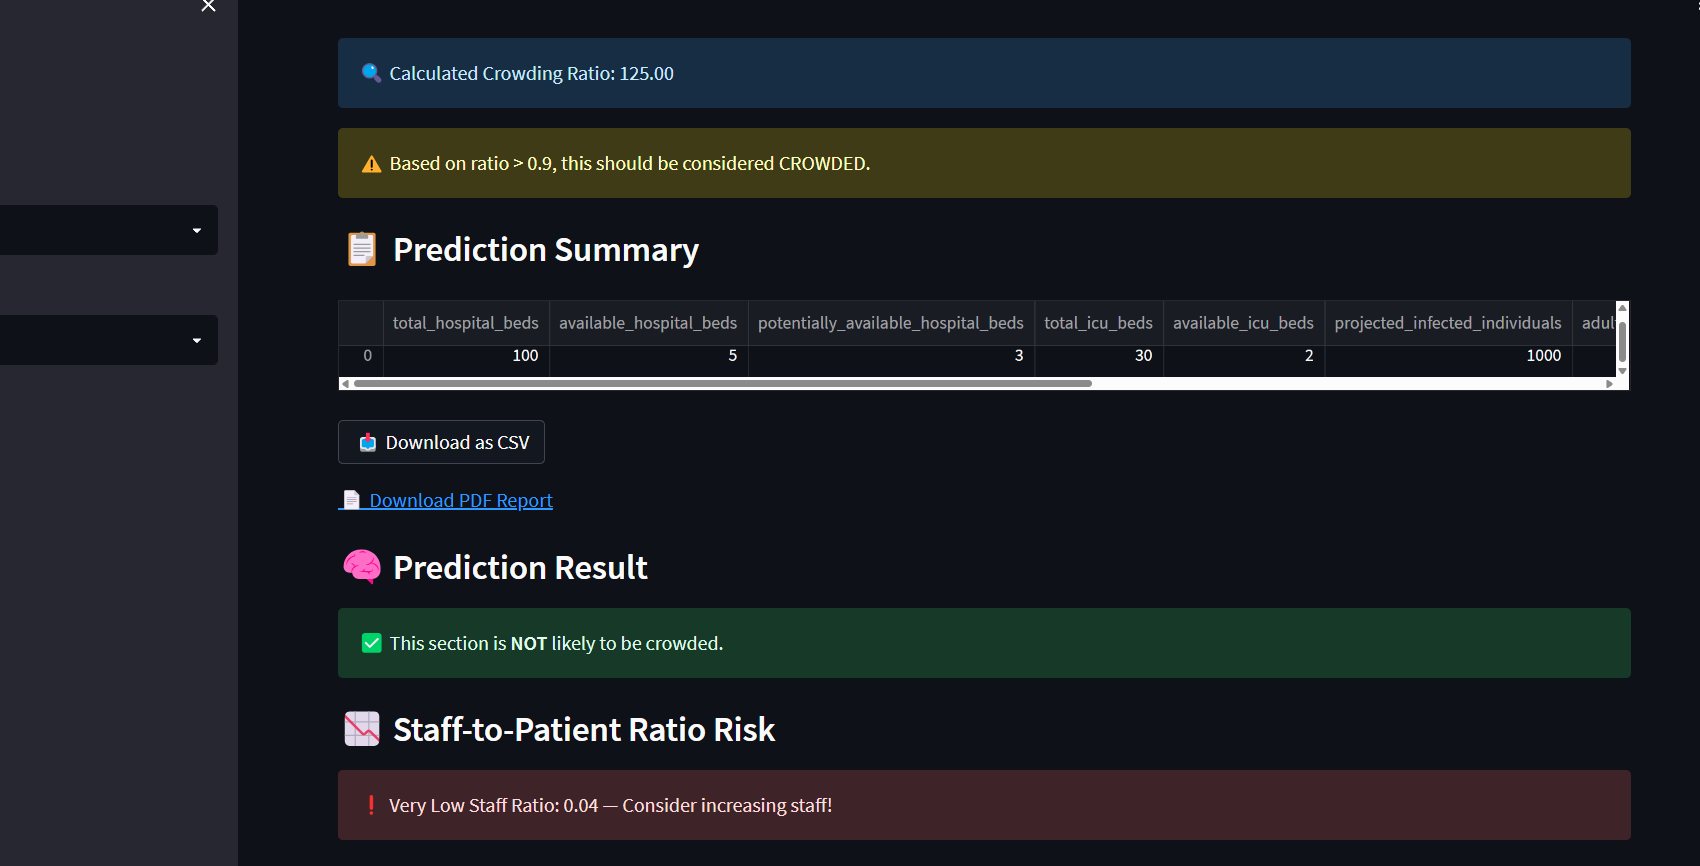 Calculated Crowding Ratio: 125.00
Based on ratio > 0.9, this should be considered CROWDED.
Prediction Summary
total_hospital_beds available_hospital_beds potentially_available_hospital_beds total_icu_beds available_icu_beds projected_infected_individuals adul
0 100 5 3 30 2 1000
Download as CSV
Download PDF Report
Prediction Result
This section is NOT likely to be crowded.
Staff-to-Patient Ratio Risk
Very Low Staff Ratio: 0.04 — Consider increasing staff!